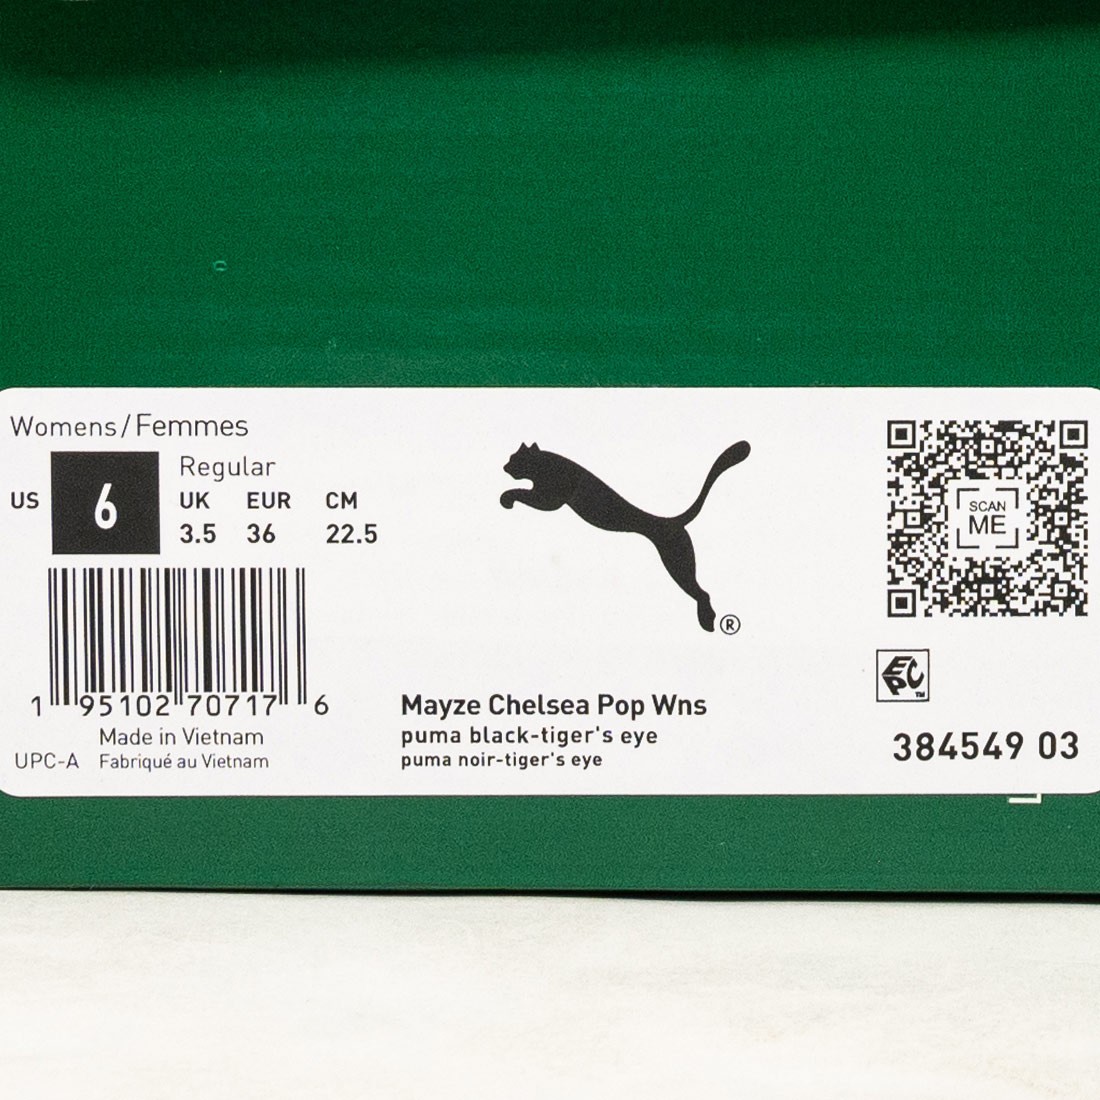 Womens/Femmes
Regular
US 6 UK EUR CM
3.5 36 22.5
1 95102 70717 6
Made in Vietnam
UPC-A Fabriqué au Vietnam
®
Mayze Chelsea Pop Wns
puma black-tiger's eye
puma noir-tiger's eye
SCAN
ME
EPC™
384549 03